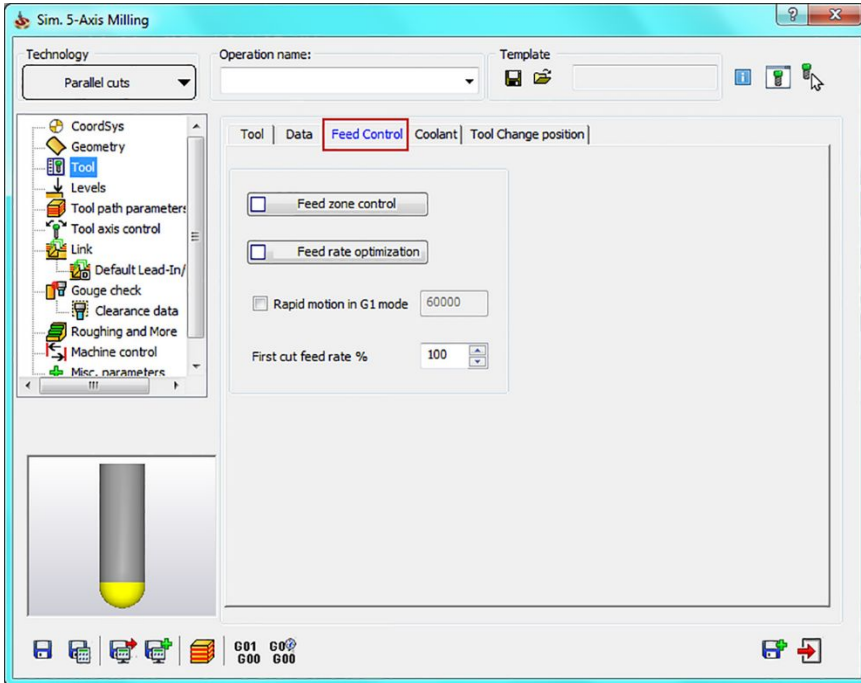 Sim. 5-Axis Milling
Technology
Operation name:
Template
Parallel cuts
CoordSys
Geometry
Tool
Levels
Tool path parameters
Tool axis control
Link
Default Lead-In/
Gouge check
Clearance data
Roughing and More
Machine control
Misc. parameters
Tool Data Feed Control Coolant Tool Change position
Feed zone control
Feed rate optimization
Rapid motion in G1 mode 60000
First cut feed rate % 100
G01 G00
G00 G00